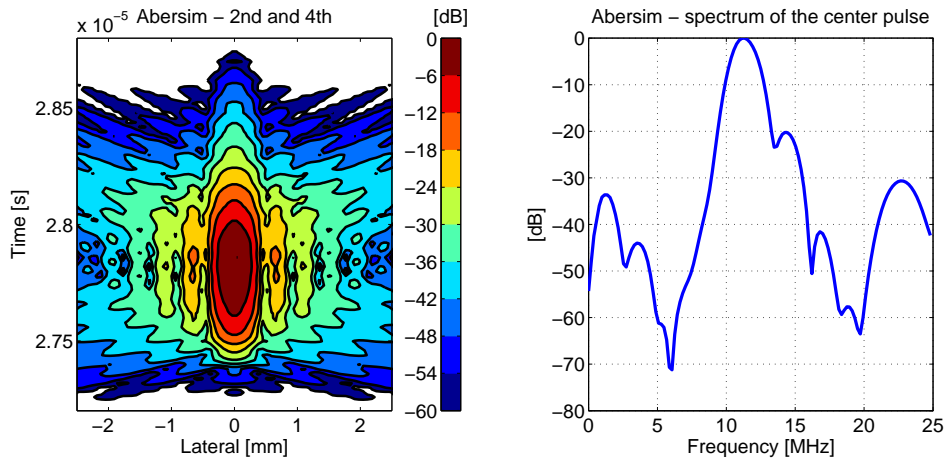 x 10⁻⁵ Abersim − 2nd and 4th [dB]
2.85
2.8
2.75
Time [s]
−2 −1 0 1 2
Lateral [mm]
0
−6
−12
−18
−24
−30
−36
−42
−48
−54
−60
Abersim − spectrum of the center pulse
0
−10
−20
−30
−40
−50
−60
−70
−80
[dB]
0 5 10 15 20 25
Frequency [MHz]